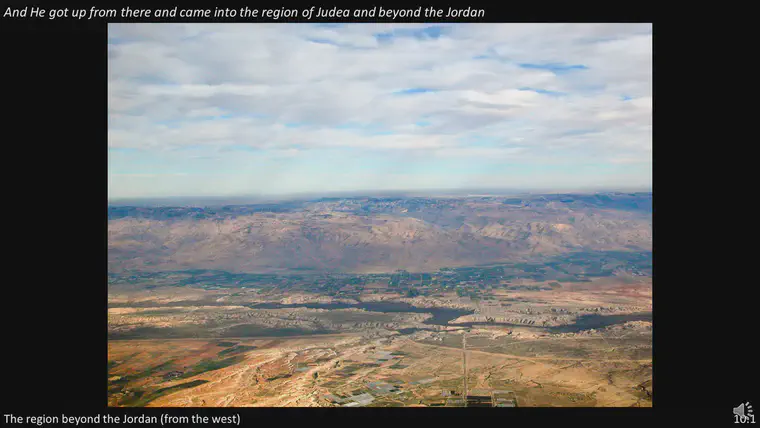 And He got up from there and came into the region of Judea and beyond the Jordan
The region beyond the Jordan (from the west)
10:1